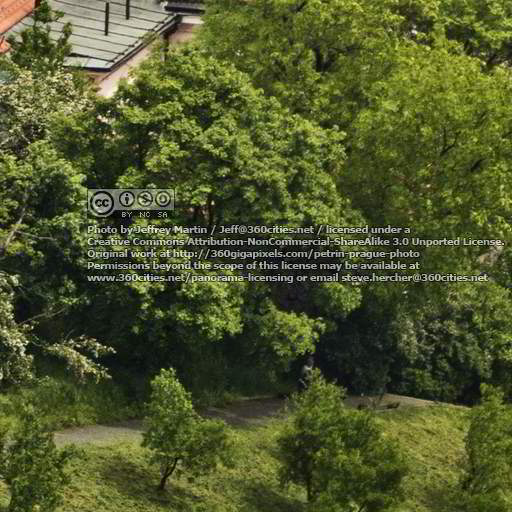 cc BY NC SA
Photo by Jeffrey Martin / Jeff@360cities.net / licensed under a
Creative Commons Attribution-NonCommercial-ShareAlike 3.0 Unported License.
Original work at http://360gigapixels.com/petrin-prague-photo
Permissions beyond the scope of this license may be available at
www.360cities.net/panorama-licensing or email steve.hercher@360cities.net